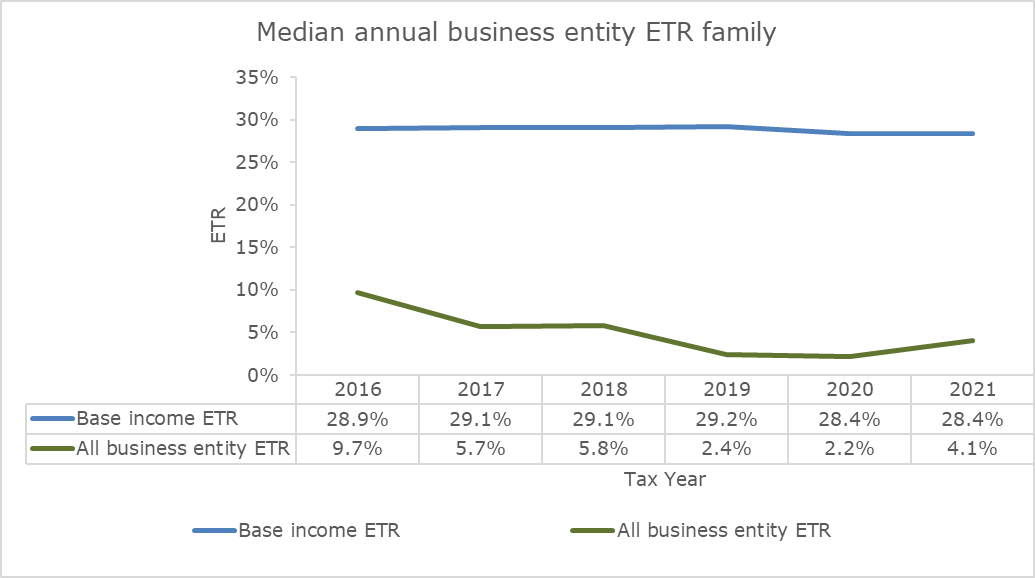 Median annual business entity ETR family
35%
30%
25%
20%
15%
10%
5%
0%
ETR
2016 2017 2018 2019 2020 2021
Base income ETR 28.9% 29.1% 29.1% 29.2% 28.4% 28.4%
All business entity ETR 9.7% 5.7% 5.8% 2.4% 2.2% 4.1%
Tax Year
Base income ETR All business entity ETR